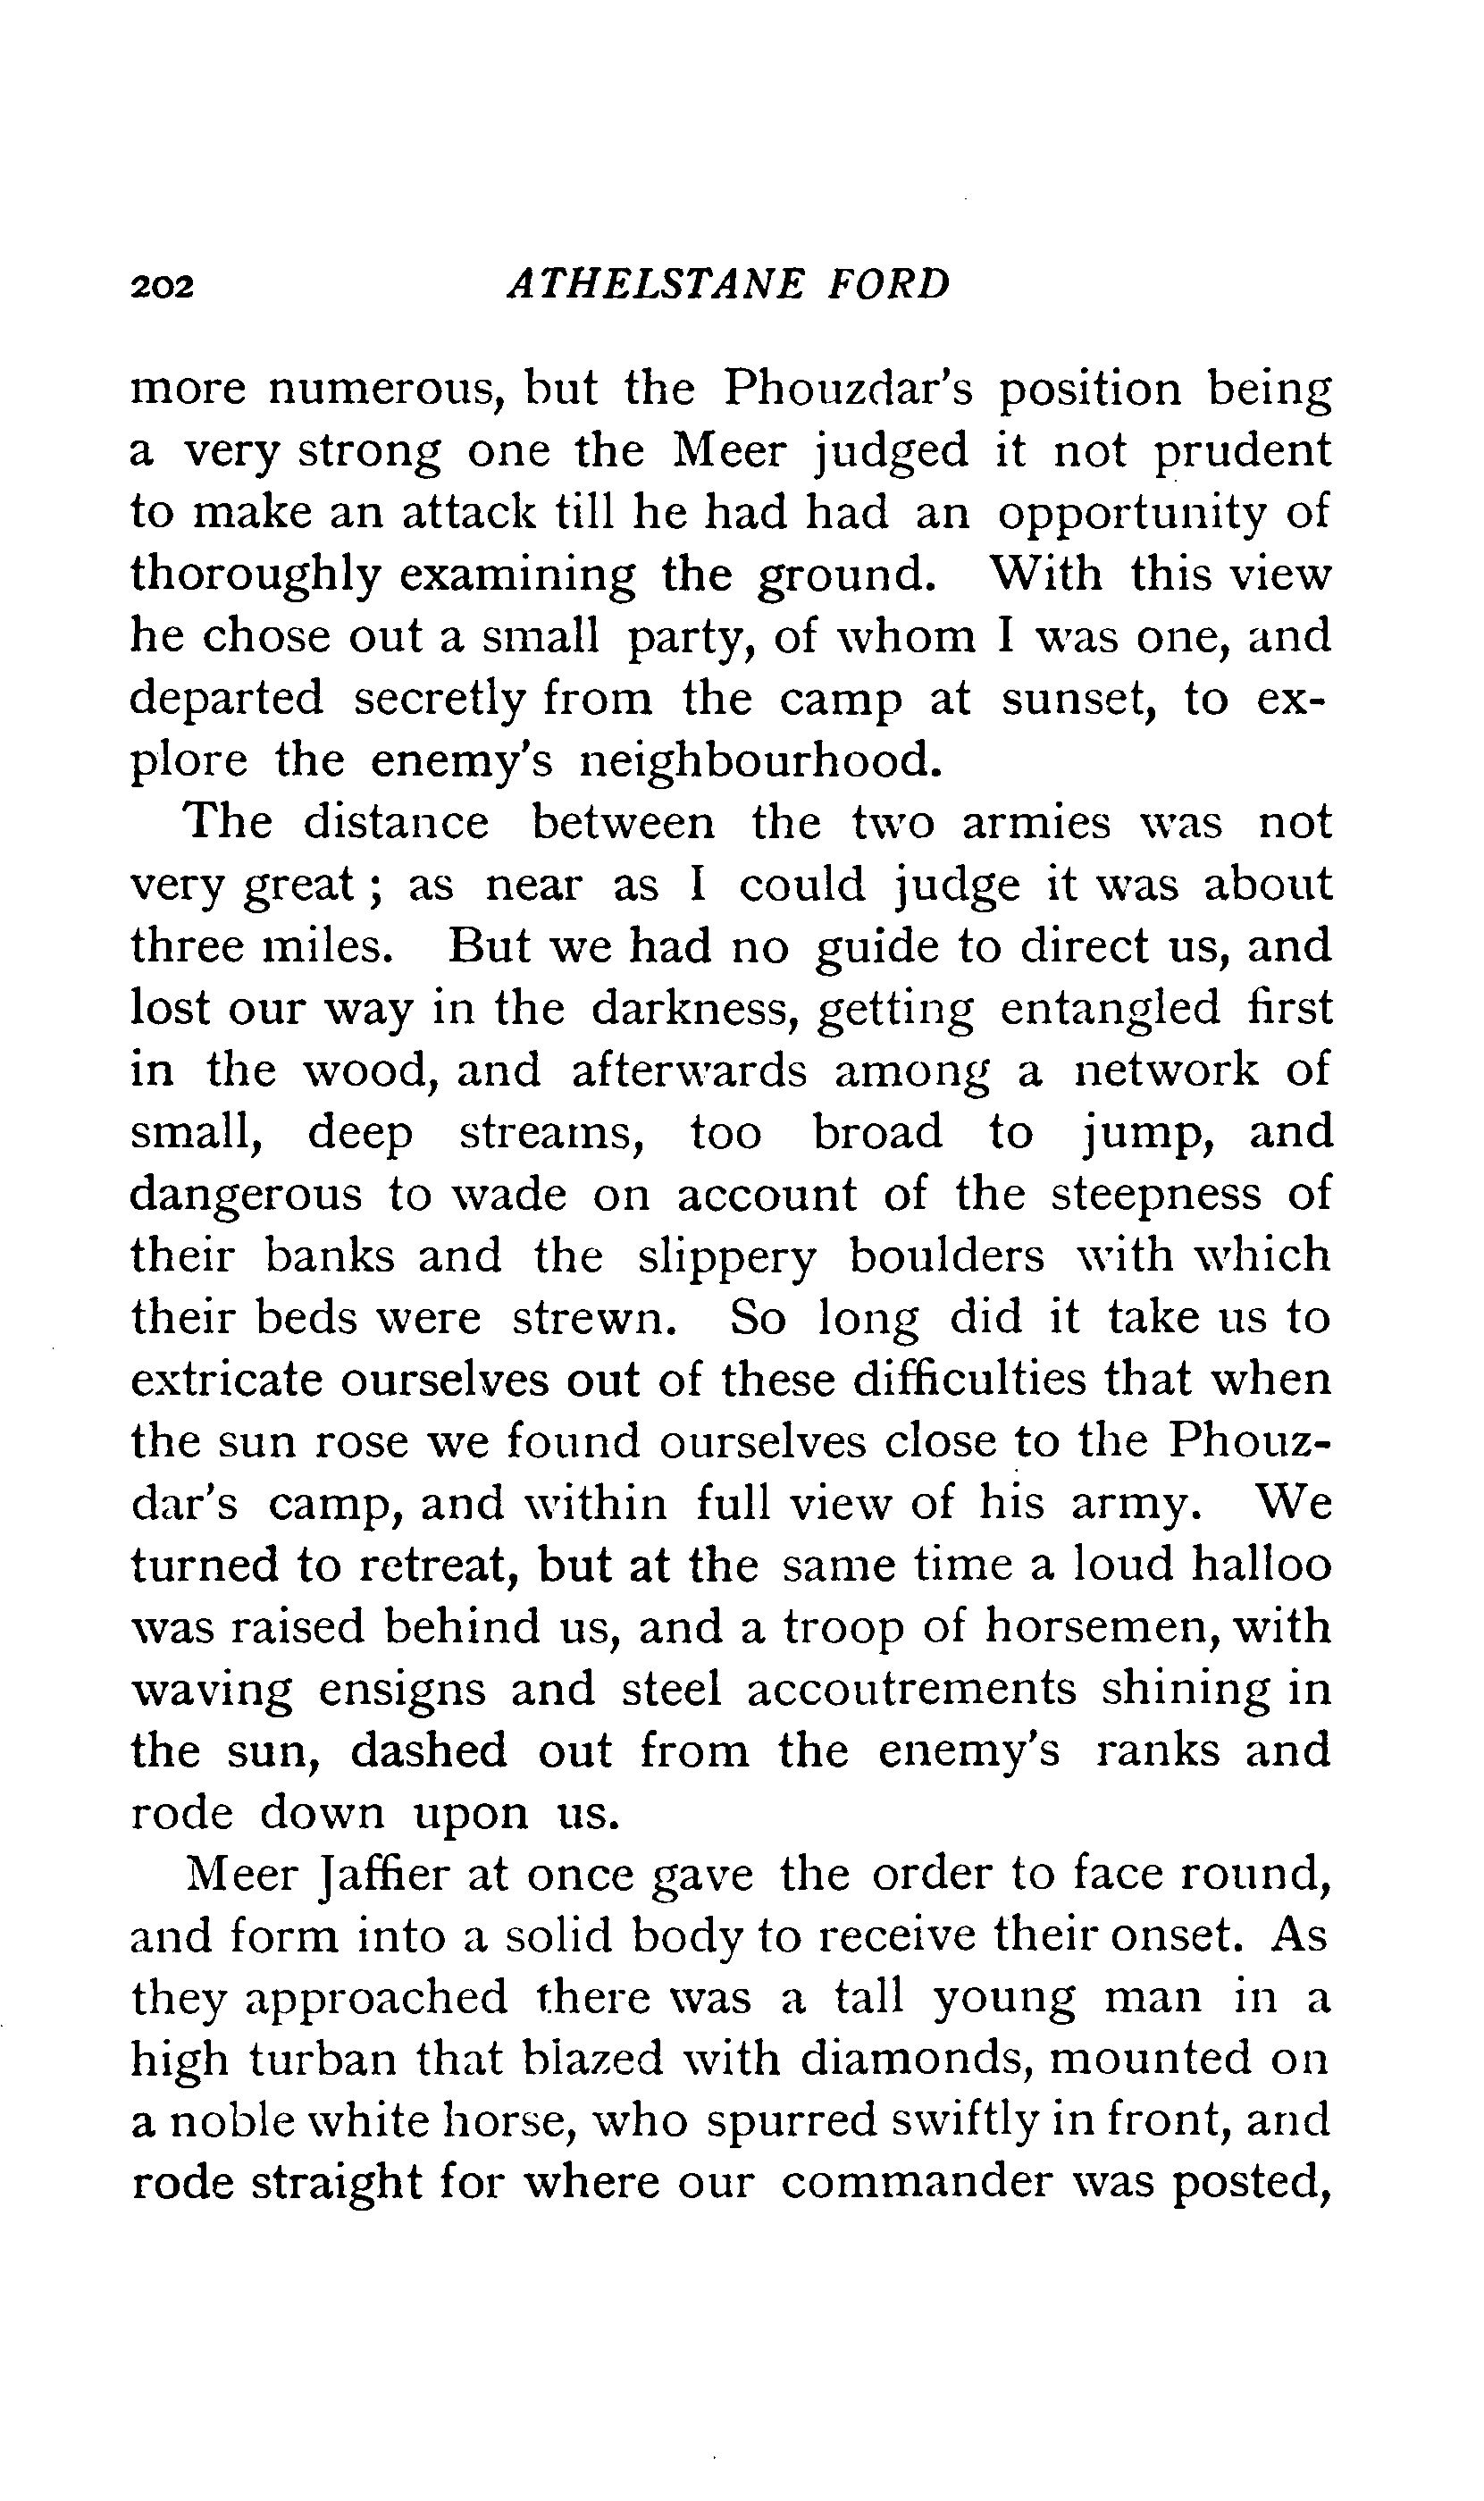 202 ATHELSTANE FORD
more numerous, but the Phouzdar's position being
a very strong one the Meer judged it not prudent
to make an attack till he had had an opportunity of
thoroughly examining the ground. With this view
he chose out a small party, of whom I was one, and
departed secretly from the camp at sunset, to ex-
plore the enemy's neighbourhood.
The distance between the two armies was not
very great ; as near as I could judge it was about
three miles. But we had no guide to direct us, and
lost our way in the darkness, getting entangled first
in the wood, and afterwards among a network of
small, deep streams, too broad to jump, and
dangerous to wade on account of the steepness of
their banks and the slippery boulders with which
their beds were strewn. So long did it take us to
extricate ourselves out of these difficulties that when
the sun rose we found ourselves close to the Phouz-
dar's camp, and within full view of his army. We
turned to retreat, but at the same time a loud halloo
was raised behind us, and a troop of horsemen, with
waving ensigns and steel accoutrements shining in
the sun, dashed out from the enemy's ranks and
rode down upon us.
Meer Jaffier at once gave the order to face round,
and form into a solid body to receive their onset. As
they approached there was a tall young man in a
high turban that blazed with diamonds, mounted on
a noble white horse, who spurred swiftly in front, and
rode straight for where our commander was posted,